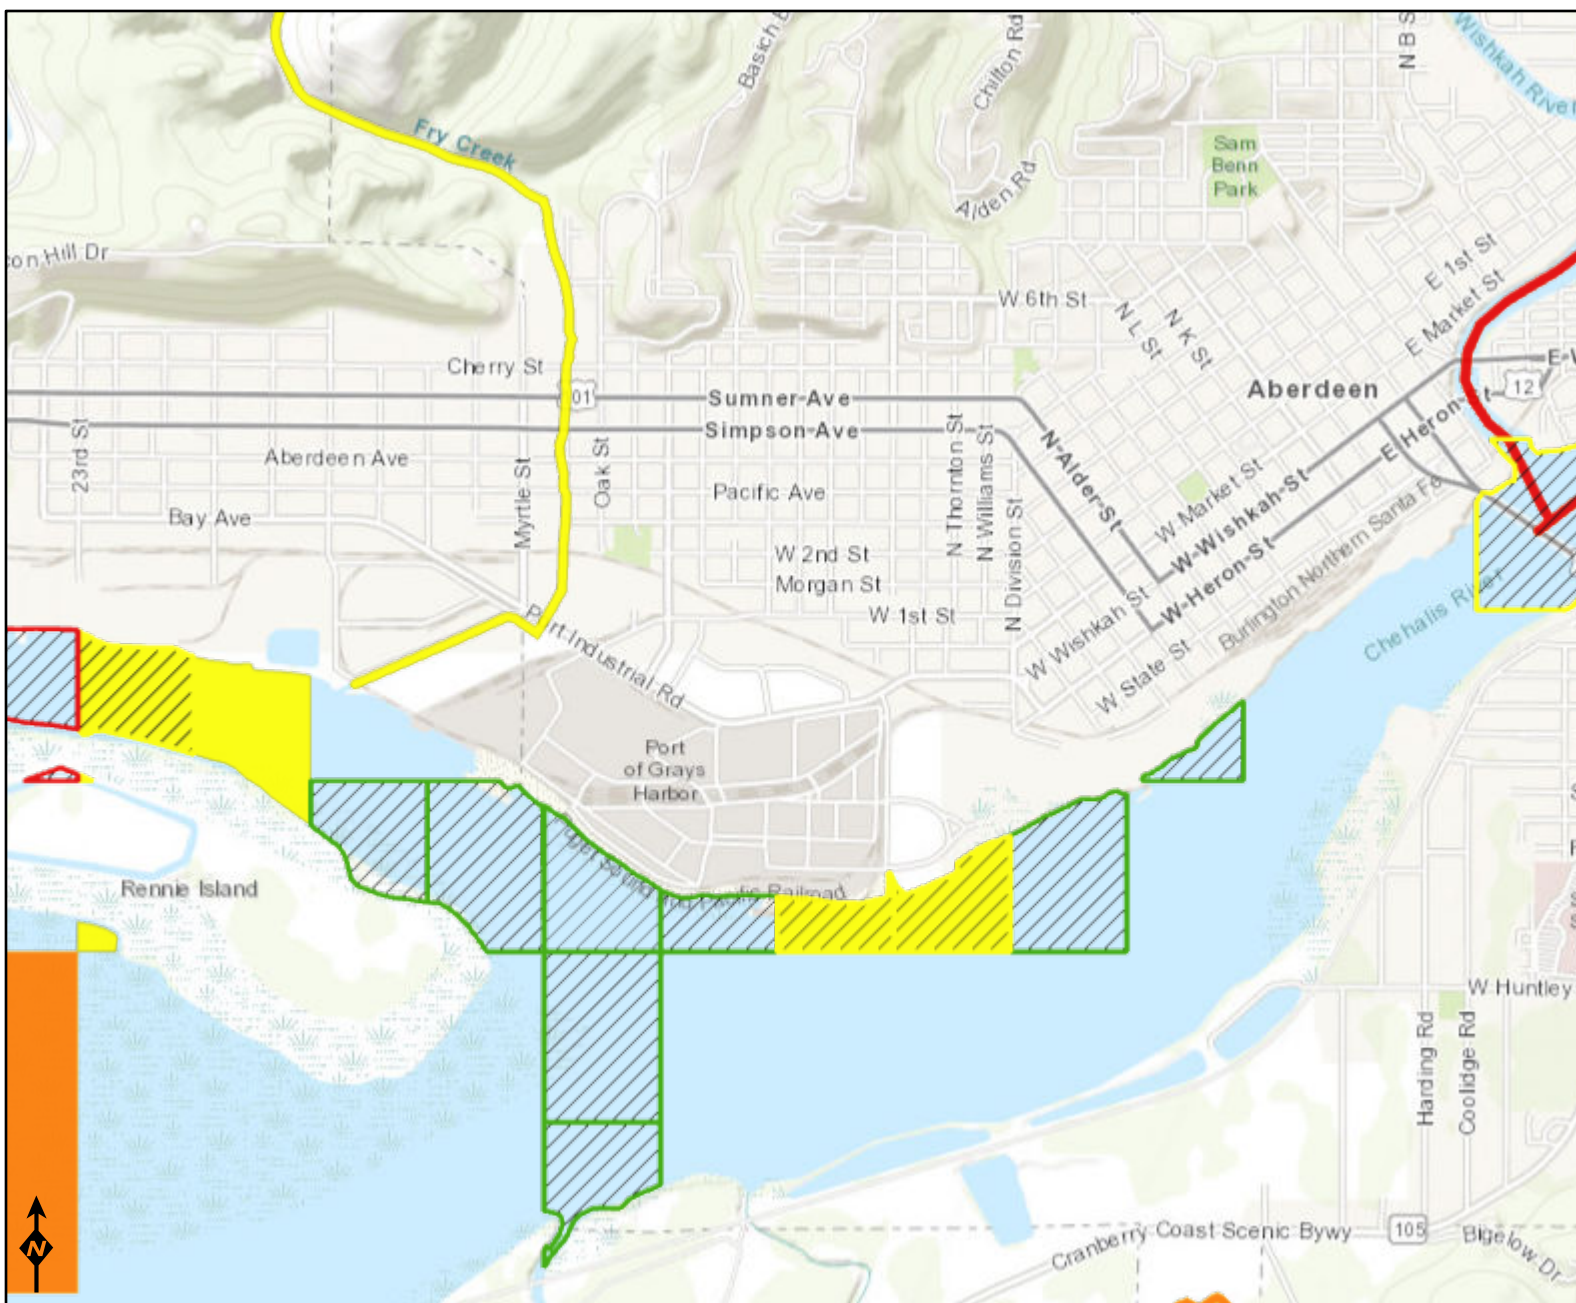 Basich B
Chilton Rd
N B S
Wishkah River
Fry Creek
Sam
Benn
Park
Alden Rd
on Hill Dr
E 1st St
W 6th St
N L St
N K St
E Market St
Cherry St
01
Sumner Ave
Aberdeen
12
Simpson Ave
E Heron St
23rd St
Aberdeen Ave
Myrtle St
Oak St
Pacific Ave
N Thornton St
N Williams St
N Division St
N Alder St
W Market St
W Wishkah St
W Heron St
Burlington Northern Santa Fe
Bay Ave
W 2nd St
Morgan St
W 1st St
W Wishkah St
W State St
Chehalis River
Port Industrial Rd
Port
of Grays
Harbor
Railroad
Rennie Island
W Huntley
Harding Rd
Coolidge Rd
Cranberry Coast Scenic Bywy
105
Bigelow Dr
N